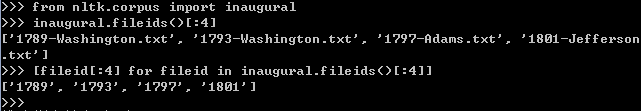 >>> from nltk.corpus import inaugural
>>> inaugural.fileids()[:4]
['1789-Washington.txt', '1793-Washington.txt', '1797-Adams.txt', '1801-Jefferson
.txt']
>>> [fileid[:4] for fileid in inaugural.fileids()[:4]]
['1789', '1793', '1797', '1801']
>>>